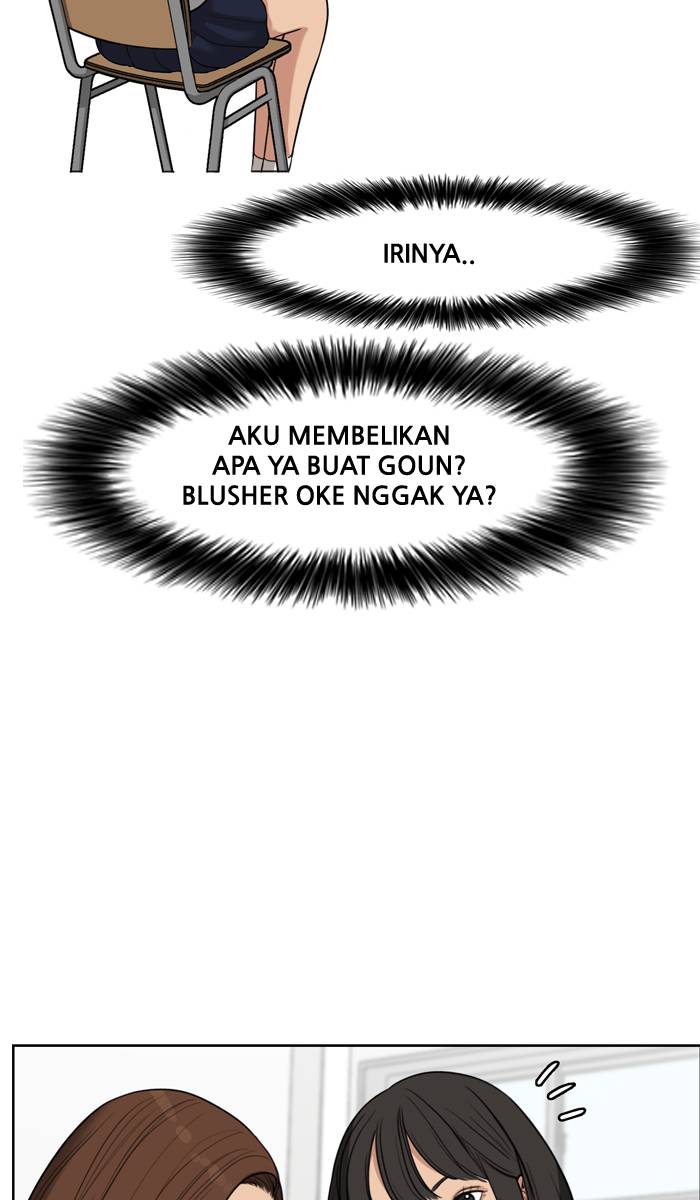 IRINYA..
AKU MEMBELIKAN
APA YA BUAT GOUN?
BLUSHER OKE NGGAK YA?